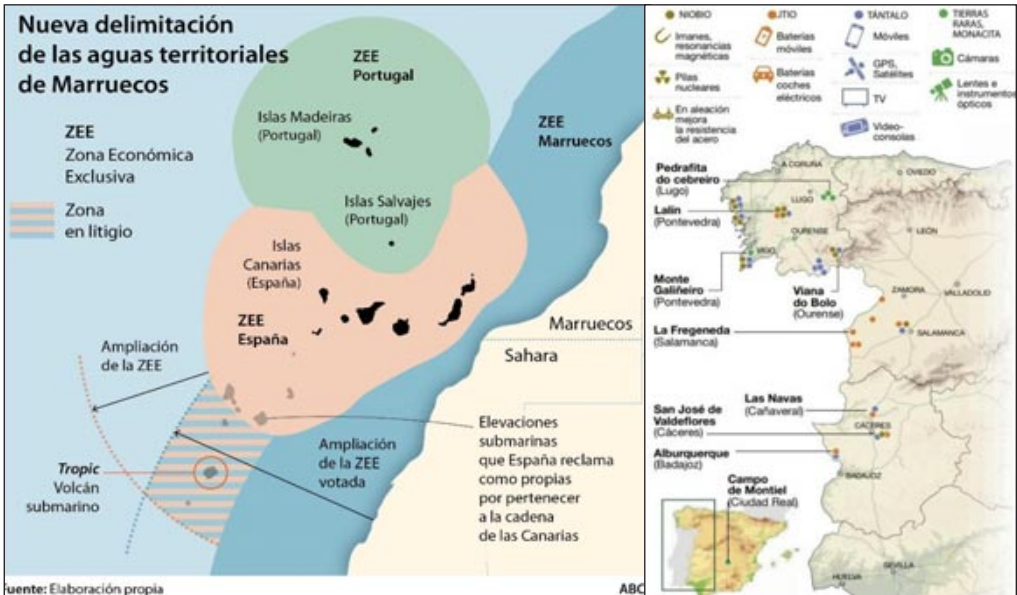 Nueva delimitación
de las aguas territoriales
de Marruecos
ZEE
Zona Económica
Exclusiva
Zona
en litigio
ZEE
Portugal
Islas Madeiras
(Portugal)
Islas Salvajes
(Portugal)
ZEE
Marruecos
Islas
Canarias
(España)
ZEE
España
Marruecos
Sahara
Ampliación
de la ZEE
Tropic
Volcán
submarino
Ampliación
de la ZEE
votada
Elevaciones
submarinas
que España reclama
como propias
por pertenecer
a la cadena
de las Canarias
Fuente: Elaboración propia
ABC
NIOBIO
Imanes,
resonancias
magnéticas
Pilas
nucleares
En aleación
mejora
la resistencia
del acero
JTIO
Baterías
móviles
Baterías
coches
eléctricos
TÁNTALO
Móviles
GPS,
Satélites
TV
Video-
consolas
TIERRAS
RARAS,
MONACITA
Cámaras
Lentes e
instrumentos
ópticos
A CORUÑA
OVIEDO
Pedrafita
do cebreiro
(Lugo)
LUGO
Lalín
(Pontevedra)
OURENSE
LEÓN
VIGO
Monte
Galiñeiro
(Pontevedra)
Viana
do Bolo
(Ourense)
ZAMORA
VALLADOLID
La Fregeneda
(Salamanca)
SALAMANCA
Las Navas
(Cañaveral)
San José de
Valdeflores
(Cáceres)
CÁCERES
Alburquerque
(Badajoz)
BADAJOZ
Campo
de Montiel
(Ciudad Real)
SEVILLA
HUELVA